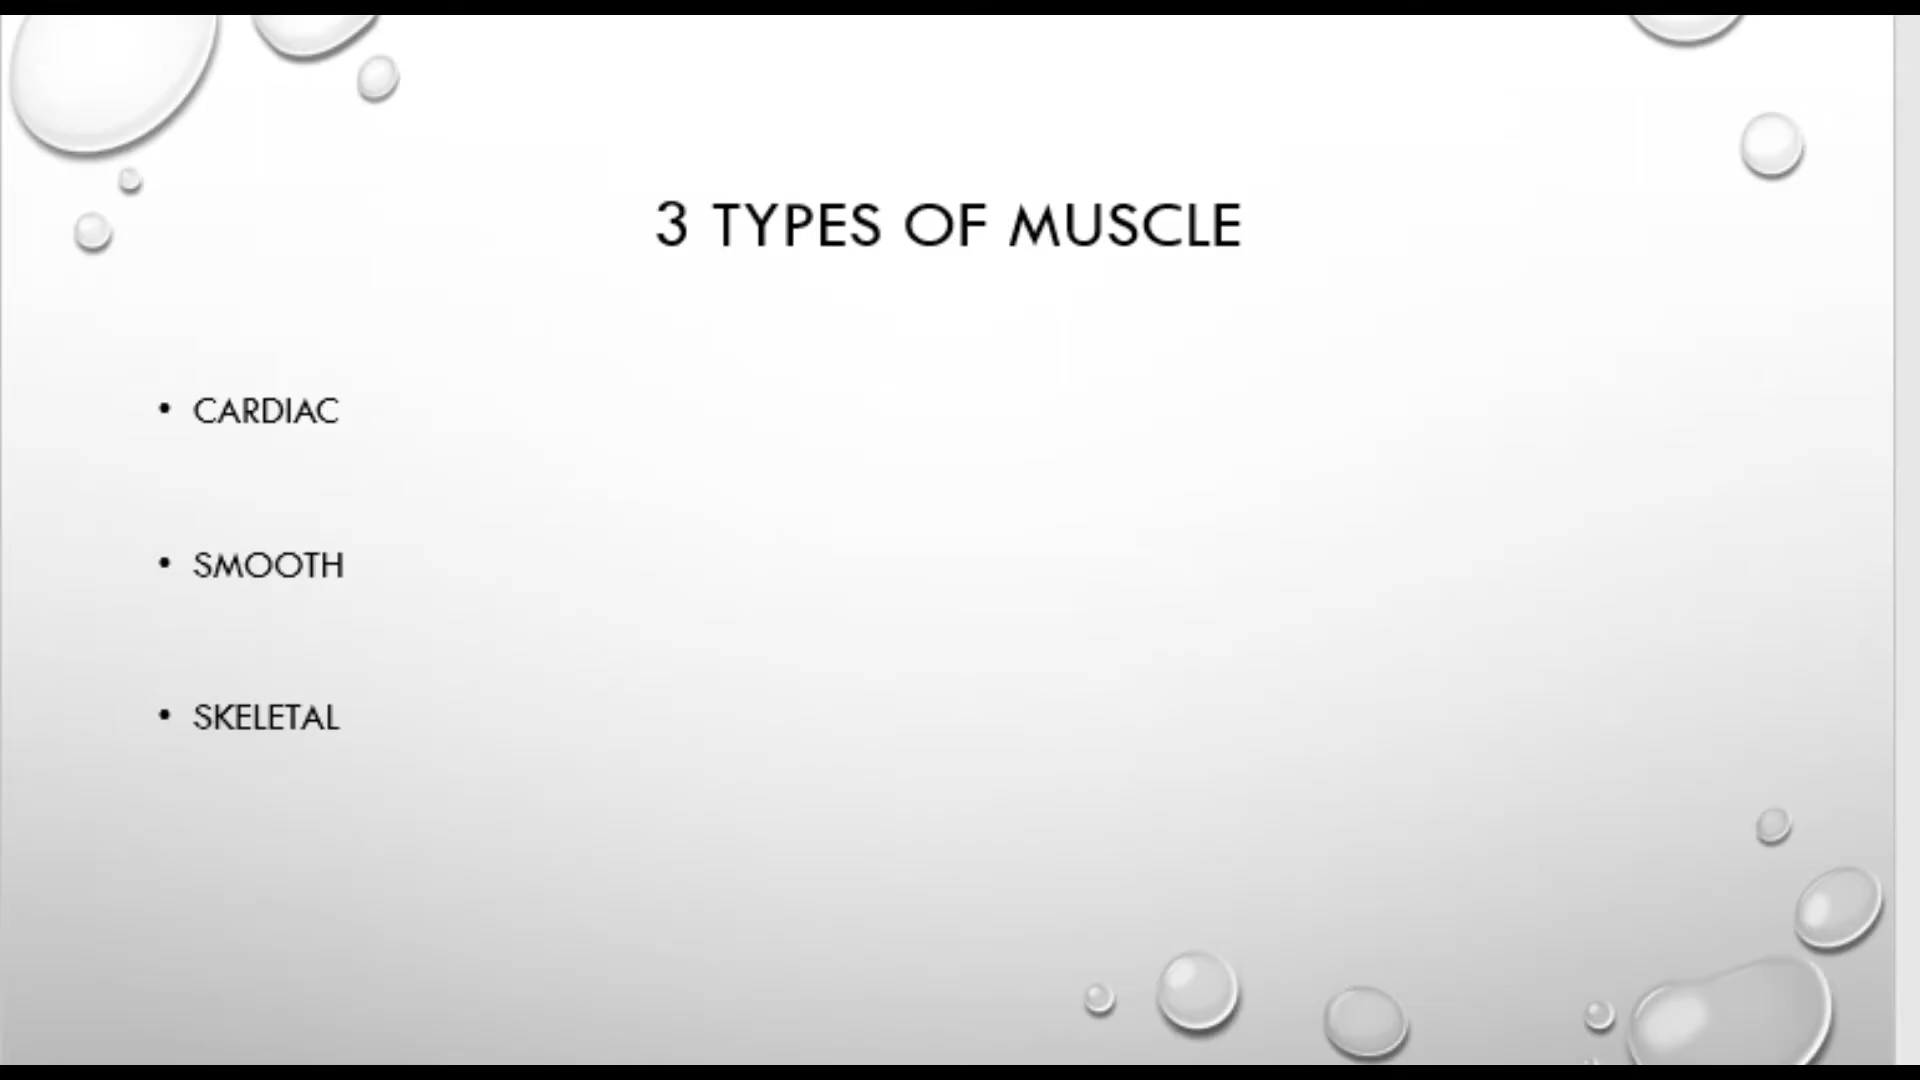 3 TYPES OF MUSCLE
• CARDIAC
• SMOOTH
• SKELETAL